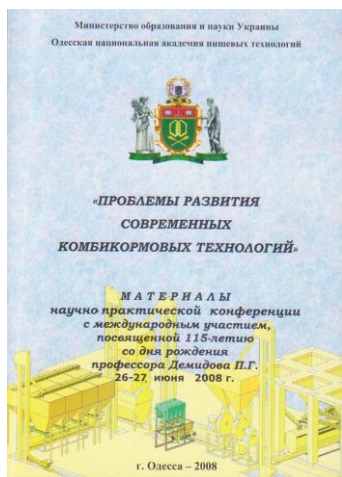 Министерство образования и науки Украины
Одесская национальная академия пищевых технологий
«ПРОБЛЕМЫ РАЗВИТИЯ
СОВРЕМЕННЫХ
КОМБИКОРМОВЫХ ТЕХНОЛОГИЙ»
МАТЕРИАЛЫ
научно практической конференции
с международным участием,
посвященной 115-летию
со дня рождения
профессора Демидова П.Г.
26-27 июня 2008 г.
г. Одесса – 2008